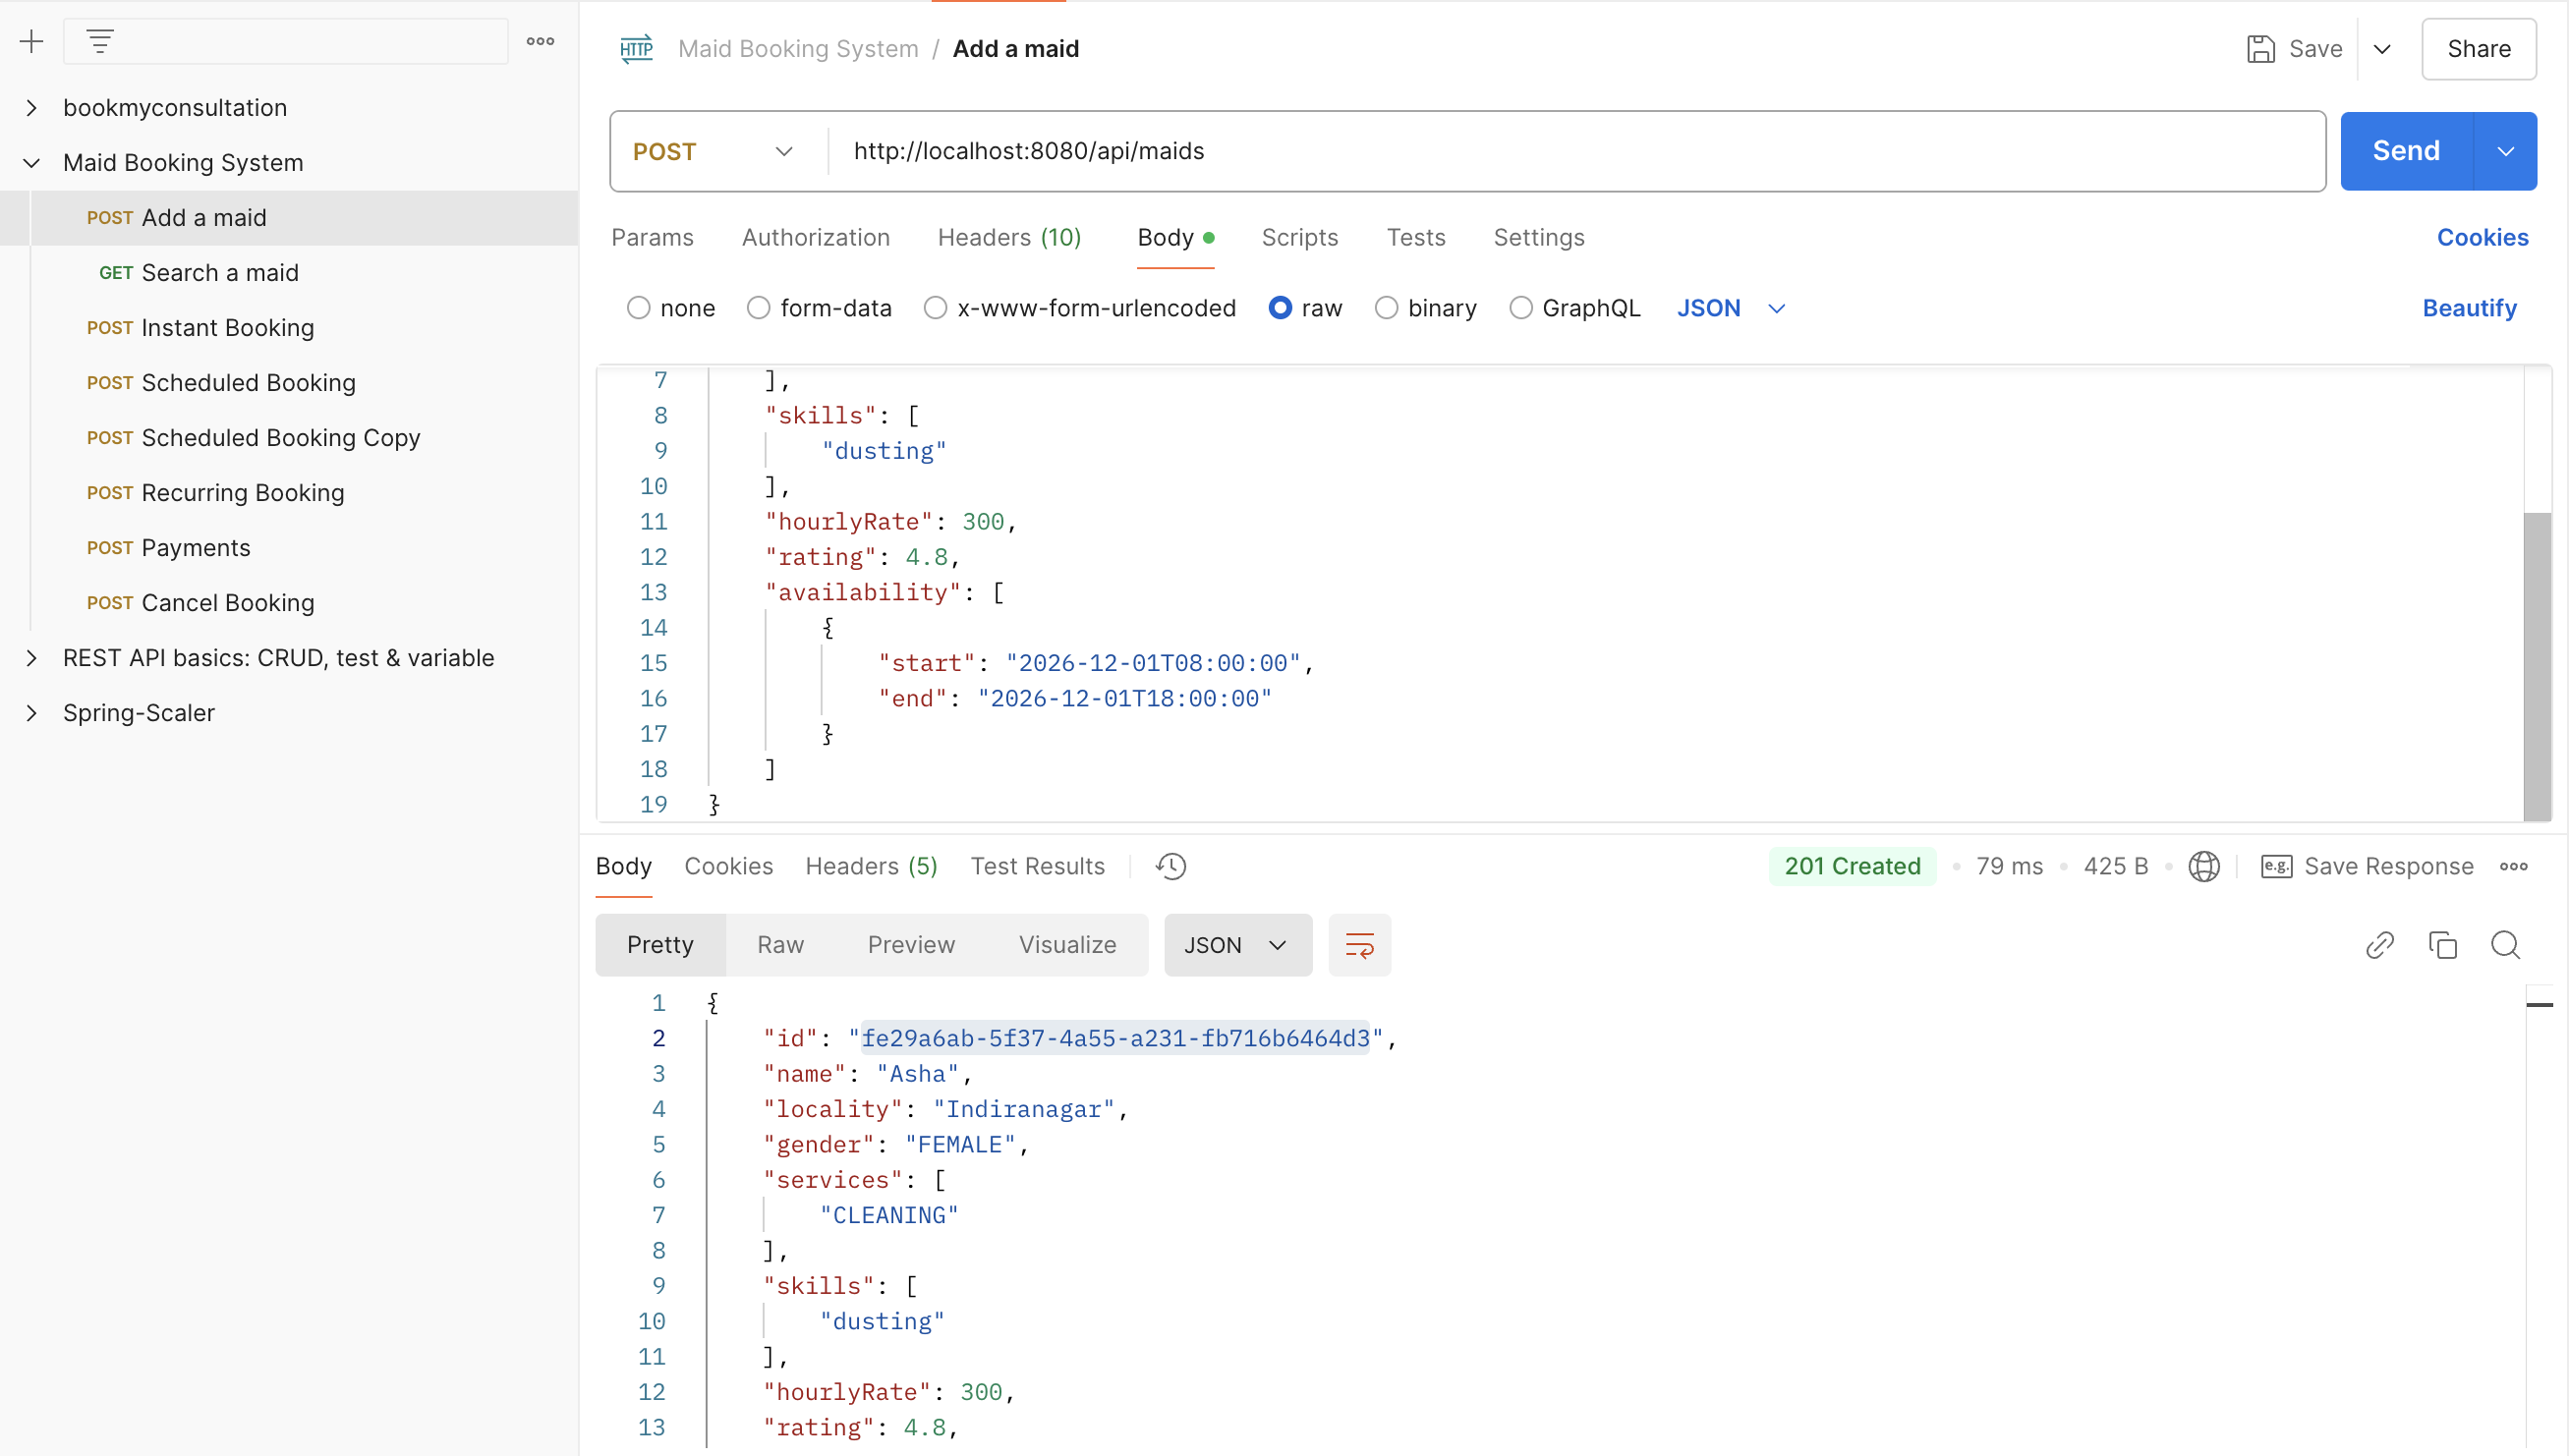 bookmyconsultation
Maid Booking System
POST Add a maid
GET Search a maid
POST Instant Booking
POST Scheduled Booking
POST Scheduled Booking Copy
POST Recurring Booking
POST Payments
POST Cancel Booking
REST API basics: CRUD, test & variable
Spring-Scaler
HTTP Maid Booking System / Add a maid
Save
Share
POST http://localhost:8080/api/maids
Send
Params Authorization Headers (10) Body Scripts Tests Settings
Cookies
none form-data x-www-form-urlencoded raw binary GraphQL JSON
Beautify
7 ],
8 "skills": [
9 "dusting"
10 ],
11 "hourlyRate": 300,
12 "rating": 4.8,
13 "availability": [
14 {
15 "start": "2026-12-01T08:00:00",
16 "end": "2026-12-01T18:00:00"
17 }
18 ]
19 }
Body Cookies Headers (5) Test Results
201 Created • 79 ms • 425 B • e.g. Save Response
Pretty Raw Preview Visualize JSON
1 {
2 "id": "fe29a6ab-5f37-4a55-a231-fb716b6464d3",
3 "name": "Asha",
4 "locality": "Indiranagar",
5 "gender": "FEMALE",
6 "services": [
7 "CLEANING"
8 ],
9 "skills": [
10 "dusting"
11 ],
12 "hourlyRate": 300,
13 "rating": 4.8,